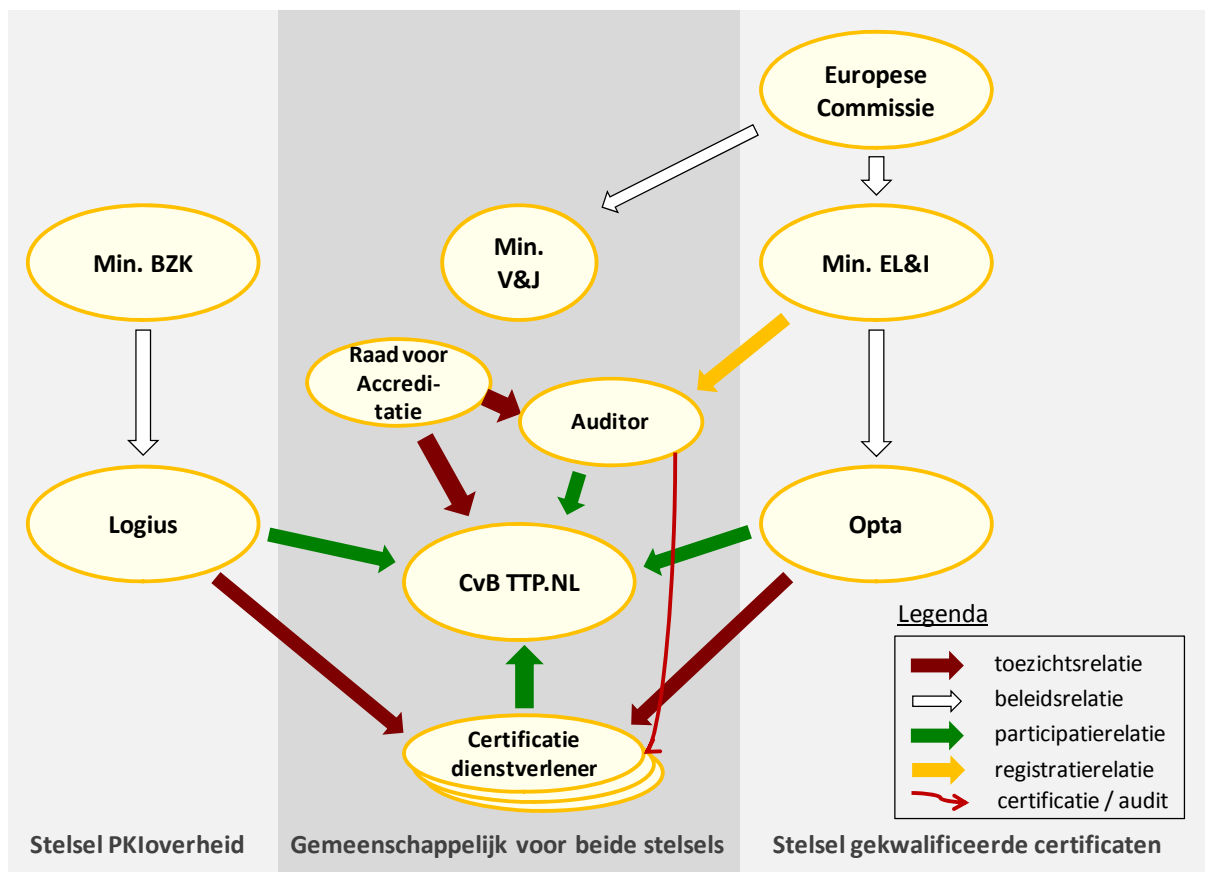 Europese
Commissie
Min. BZK
Min.
V&J
Min. EL&I
Raad voor
Accredi-
tatie
Auditor
Logius
Opta
CvB TTP.NL
Certificatie
dienstverlener
Legenda
toezichtsrelatie
beleidsrelatie
participatierelatie
registratierelatie
certificatie / audit
Stelsel PKIoverheid
Gemeenschappelijk voor beide stelsels
Stelsel gekwalificeerde certificaten